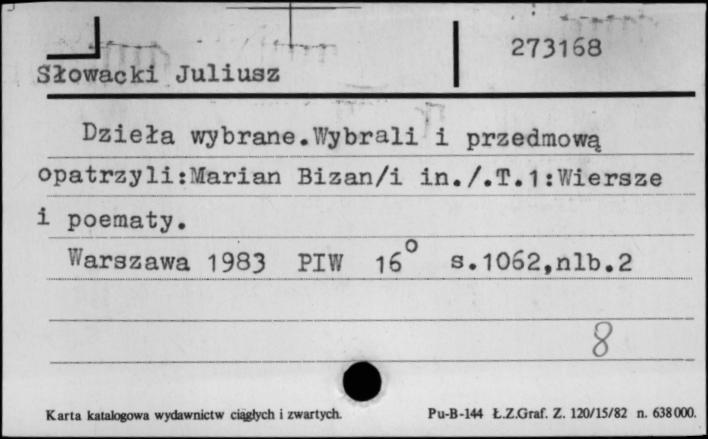 273168
Słowacki Juliusz
Dzieła wybrane.Wybrali i przedmową
opatrzyli:Marian Bizan/i in./.T.1:Wiersze
i poematy.
Warszawa 1983 PIW 16° s.1062,nlb.2
8
Karta katalogowa wydawnictw ciągłych i zwartych. Pu-B-144 Ł.Z.Graf. Z. 120/15/82 n. 638000.